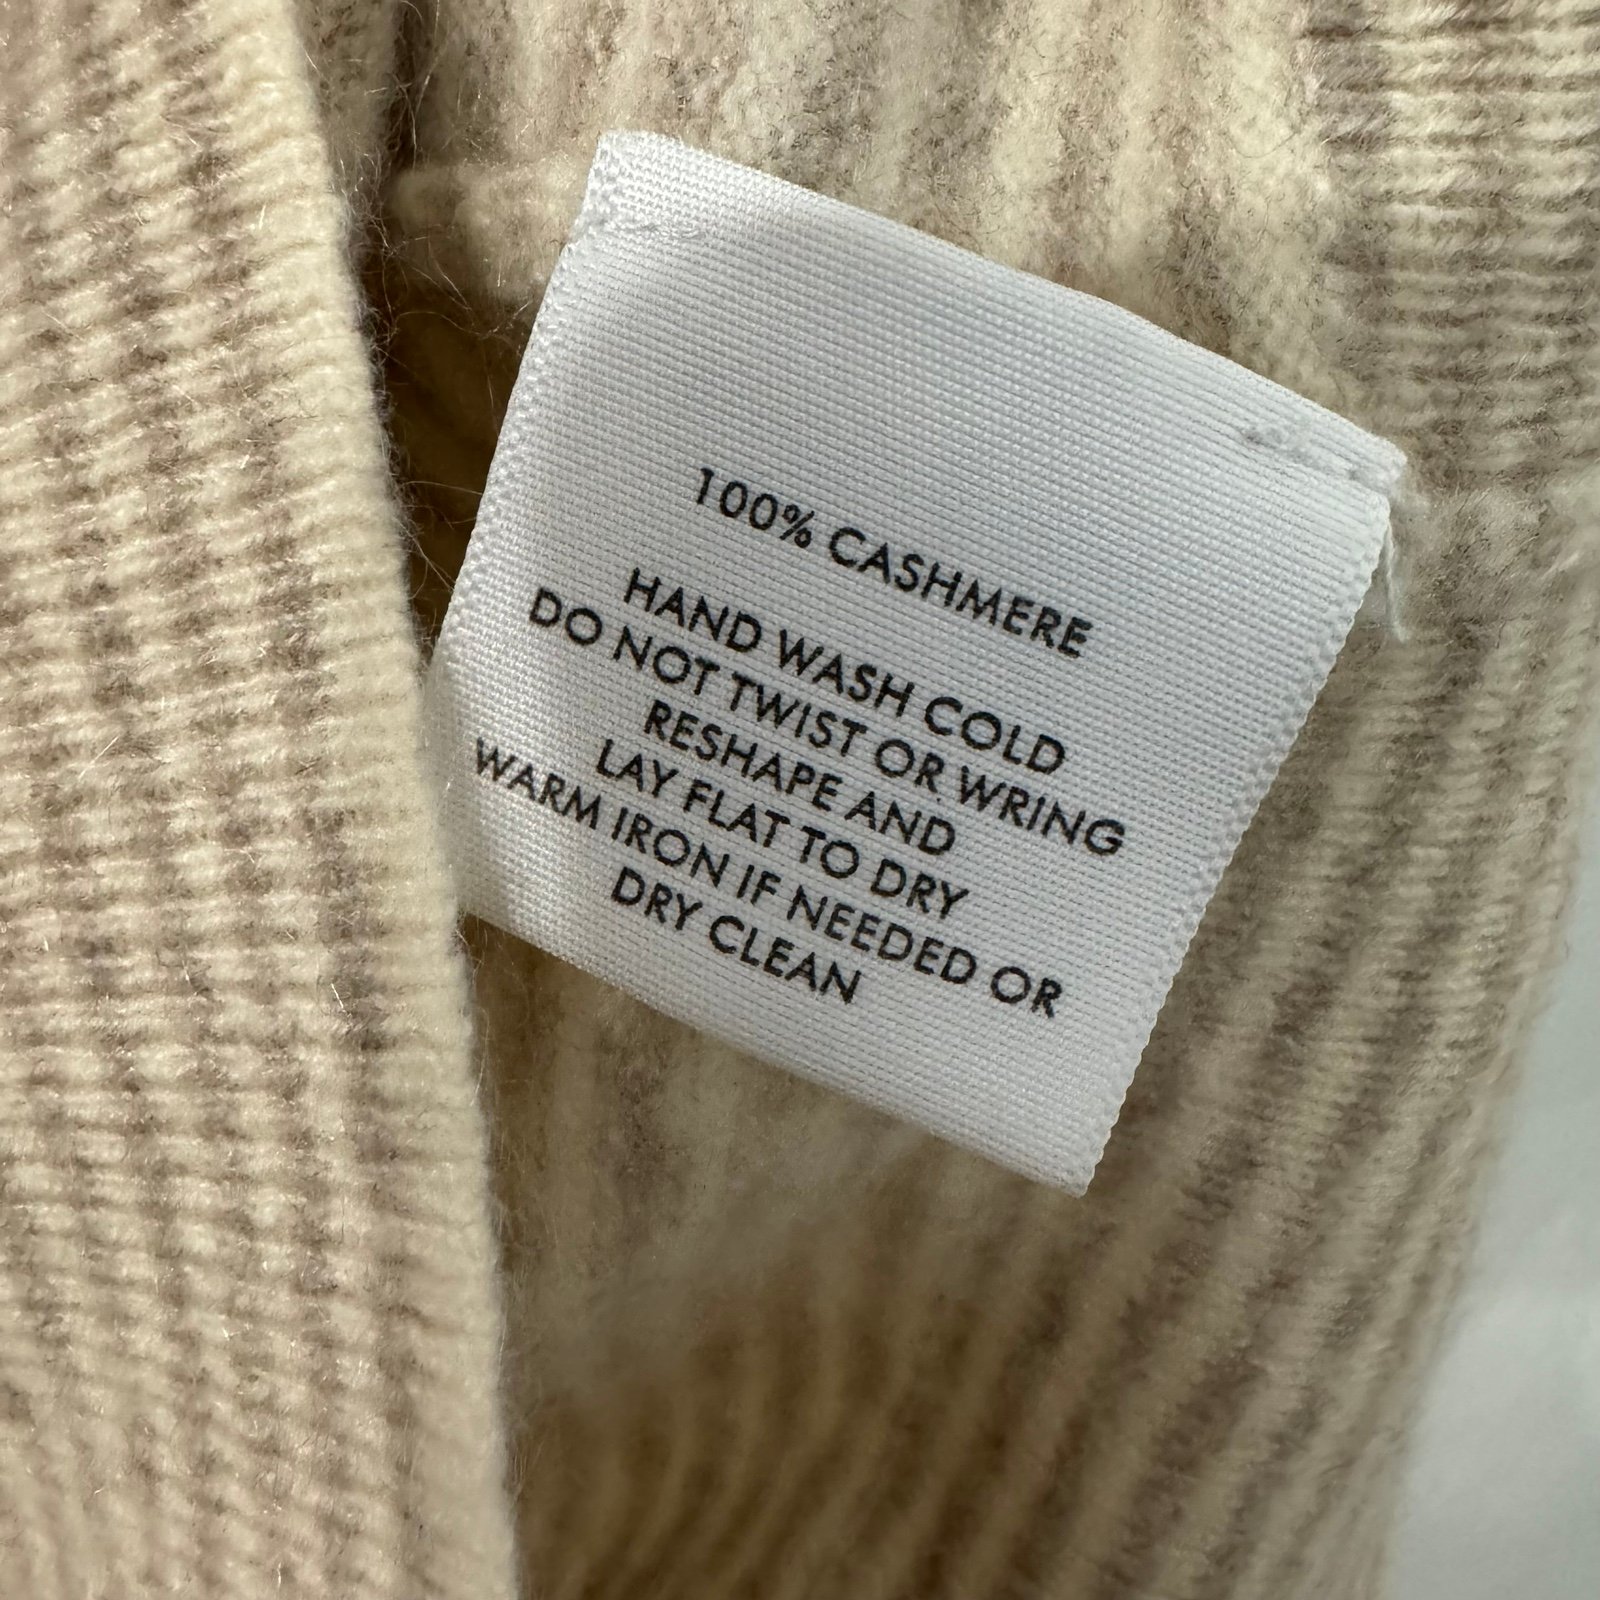 100% CASHMERE
HAND WASH COLD
DO NOT TWIST OR WRING
RESHAPE AND
LAY FLAT TO DRY
WARM IRON IF NEEDED OR
DRY CLEAN